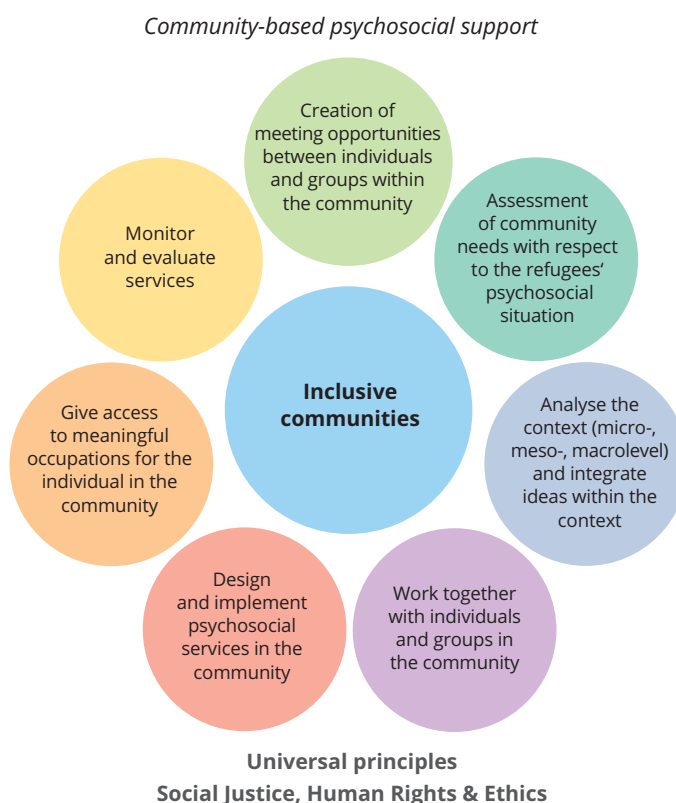 Community-based psychosocial support
Creation of
meeting opportunities
between individuals
and groups within
the community
Assessment
of community
needs with respect
to the refugees‘
psychosocial
situation
Analyse the
context (micro-,
meso-, macrolevel)
and integrate
ideas within the
context
Work together
with individuals
and groups in
the community
Design
and implement
psychosocial
services in the
community
Give access
to meaningful
occupations for the
individual in the
community
Monitor
and evaluate
services
Inclusive
communities
Universal principles
Social Justice, Human Rights & Ethics